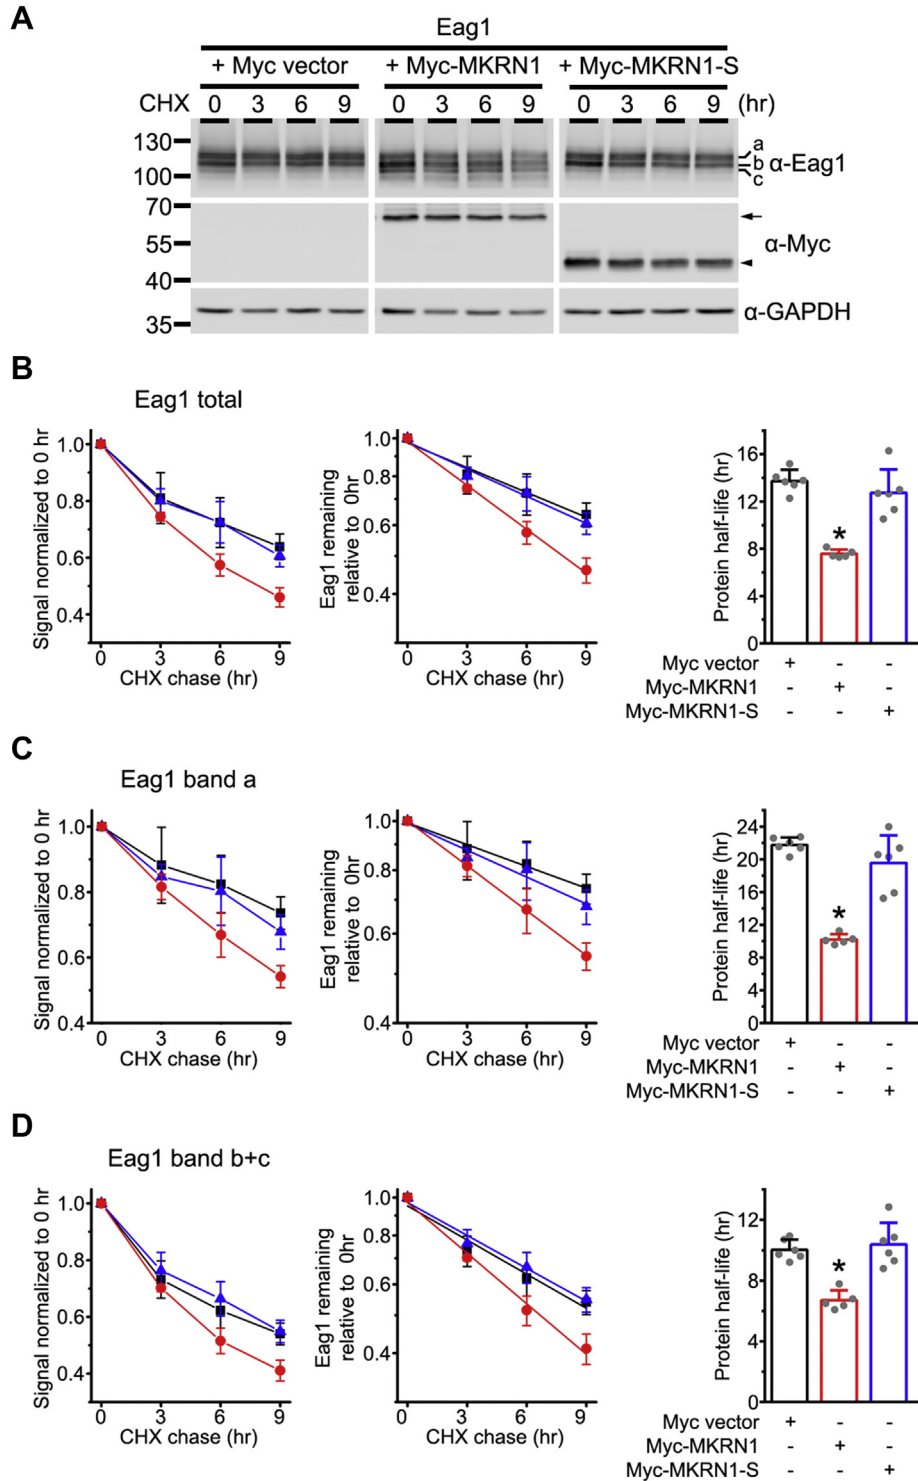 A
Eag1
+ Myc vector + Myc-MKRN1 + Myc-MKRN1-S
CHX 0 3 6 9 0 3 6 9 0 3 6 9 (hr)
130
100
a
b
c
α-Eag1
70
55
40
α-Myc
35
α-GAPDH
B
Eag1 total
Signal normalized to 0 hr
1.0
0.8
0.6
0.4
0 3 6 9
CHX chase (hr)
Eag1 remaining
relative to 0hr
1.0
0.8
0.6
0.4
0 3 6 9
CHX chase (hr)
Protein half-life (hr)
16
12
8
4
0
*
Myc vector + - -
Myc-MKRN1 - + -
Myc-MKRN1-S - - +
C
Eag1 band a
Signal normalized to 0 hr
1.0
0.8
0.6
0.4
0 3 6 9
CHX chase (hr)
Eag1 remaining
relative to 0hr
1.0
0.8
0.6
0.4
0 3 6 9
CHX chase (hr)
Protein half-life (hr)
24
20
16
12
8
4
0
*
Myc vector + - -
Myc-MKRN1 - + -
Myc-MKRN1-S - - +
D
Eag1 band b+c
Signal normalized to 0 hr
1.0
0.8
0.6
0.4
0 3 6 9
CHX chase (hr)
Eag1 remaining
relative to 0hr
1.0
0.8
0.6
0.4
0 3 6 9
CHX chase (hr)
Protein half-life (hr)
12
8
4
0
*
Myc vector + - -
Myc-MKRN1 - + -
Myc-MKRN1-S - - +